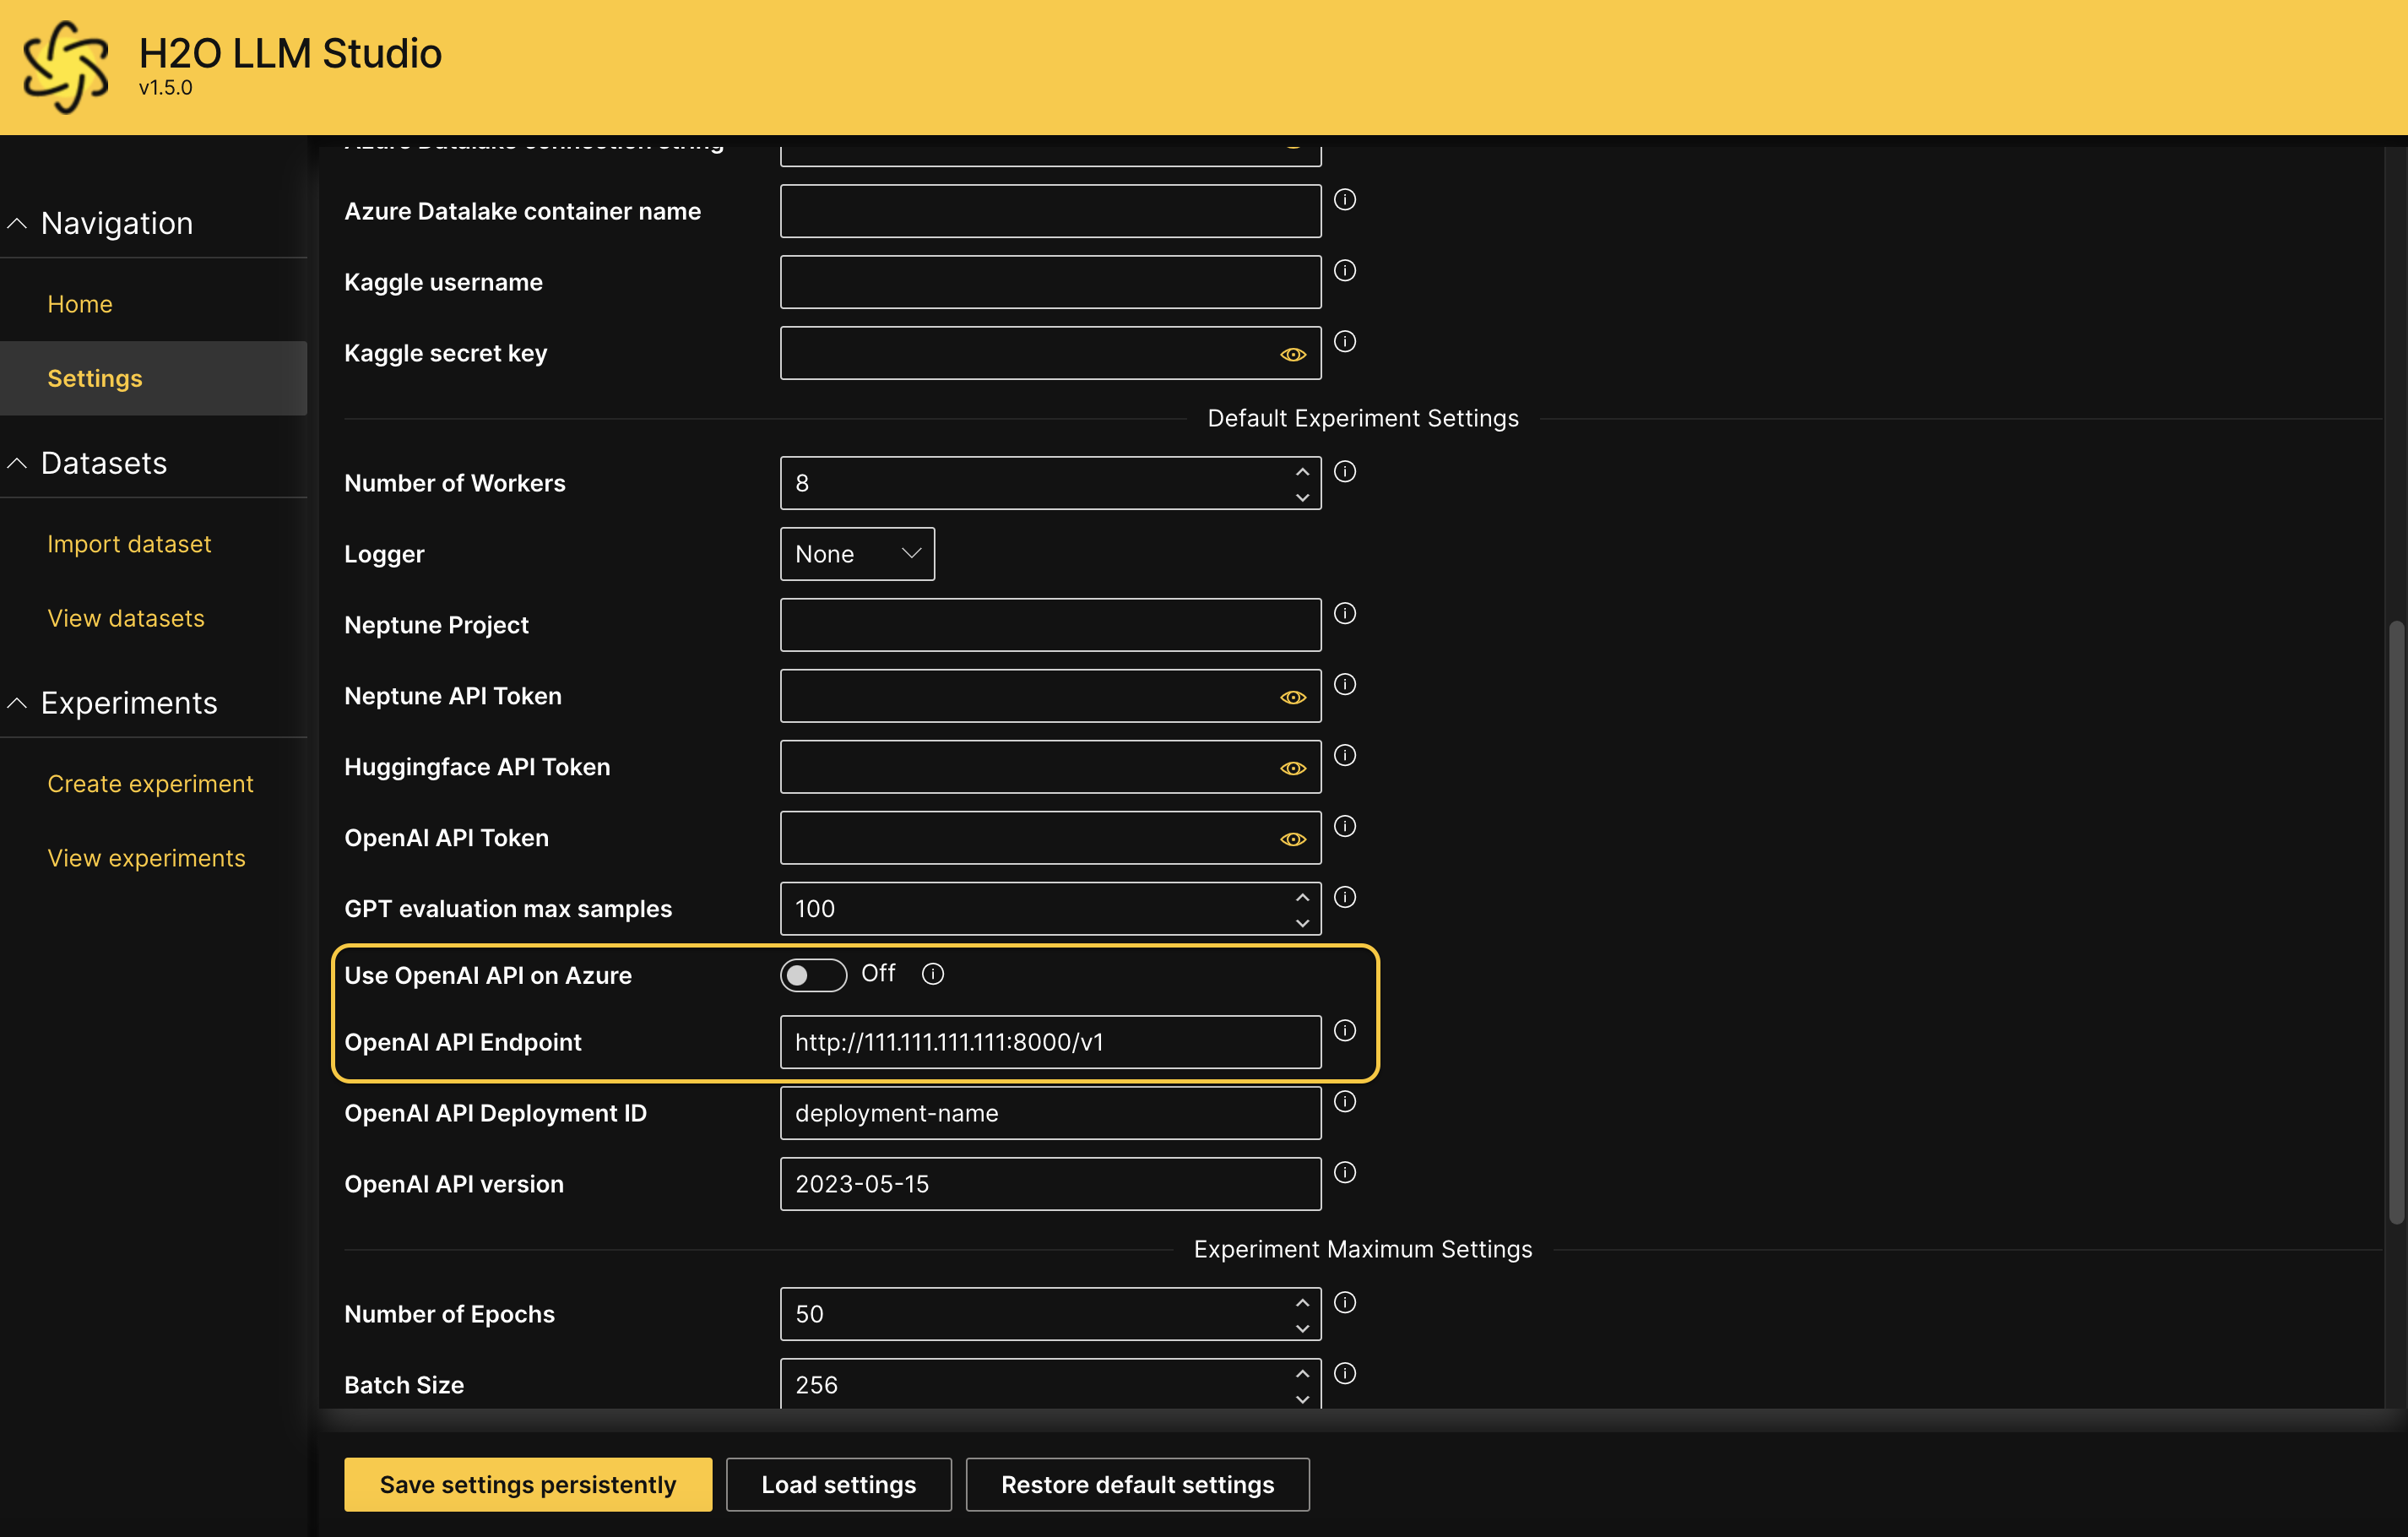 H2O LLM Studio
v1.5.0
Navigation
Home
Settings
Datasets
Import dataset
View datasets
Experiments
Create experiment
View experiments
Azure Datalake connection string
Azure Datalake container name
Kaggle username
Kaggle secret key
Default Experiment Settings
Number of Workers 8
Logger None
Neptune Project
Neptune API Token
Huggingface API Token
OpenAI API Token
GPT evaluation max samples 100
Use OpenAI API on Azure Off
OpenAI API Endpoint http://111.111.111.111:8000/v1
OpenAI API Deployment ID deployment-name
OpenAI API version 2023-05-15
Experiment Maximum Settings
Number of Epochs 50
Batch Size 256
Save settings persistently Load settings Restore default settings